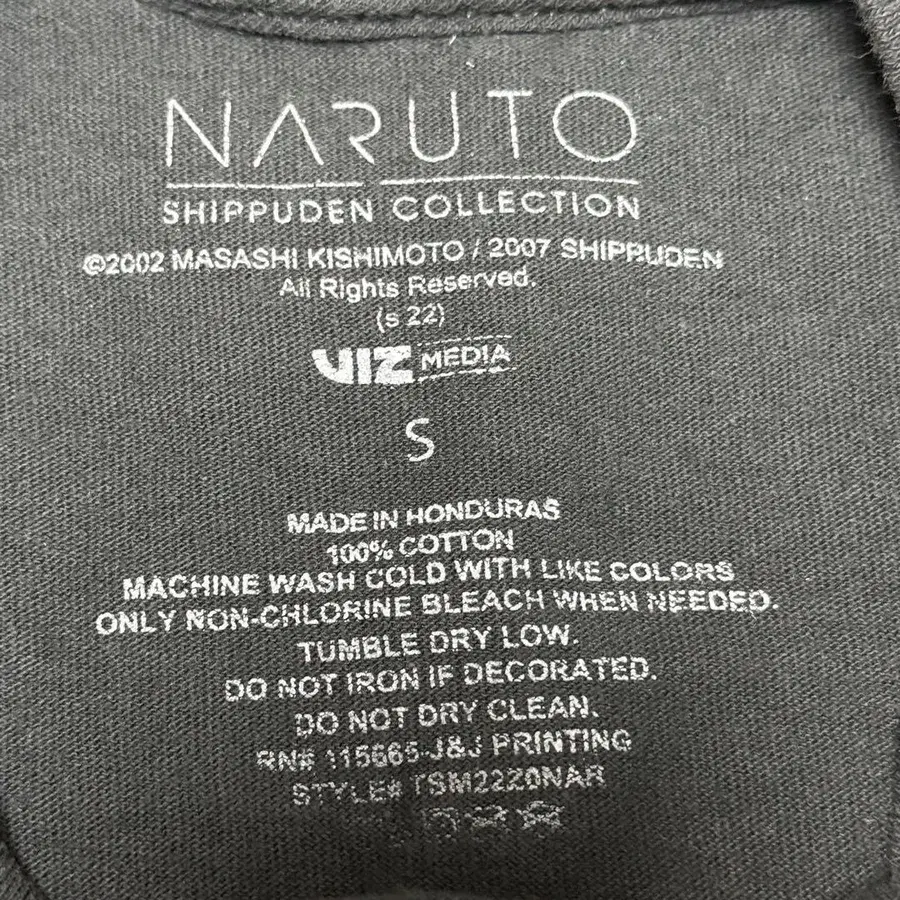 NARUTO
SHIPPUDEN COLLECTION
©2002 MASASHI KISHIMOTO / 2007 SHIPPUDEN
All Rights Reserved.
(s 22)
VIZ MEDIA
S
MADE IN HONDURAS
100% COTTON
MACHINE WASH COLD WITH LIKE COLORS
ONLY NON-CHLORINE BLEACH WHEN NEEDED.
TUMBLE DRY LOW.
DO NOT IRON IF DECORATED.
DO NOT DRY CLEAN.
RN# 115665-J&J PRINTING
STYLE# TSM22Z0NAR